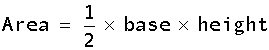 Area = 1/2 × base × height